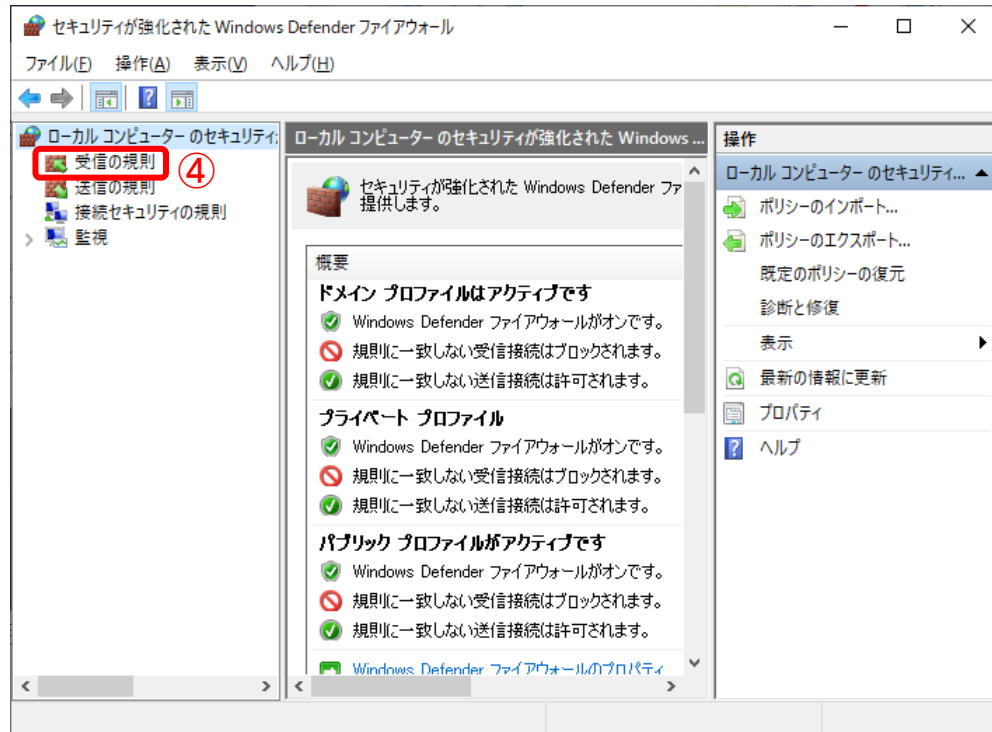 セキュリティが強化された Windows Defender ファイアウォール
ファイル(F) 操作(A) 表示(V) ヘルプ(H)
ローカル コンピューター のセキュリティ
受信の規則
④
送信の規則
接続セキュリティの規則
監視
ローカル コンピューター のセキュリティが強化された Windows ...
セキュリティが強化された Windows Defender ファ
提供します。
概要
ドメイン プロファイルはアクティブです
Windows Defender ファイアウォールがオンです。
規則に一致しない受信接続はブロックされます。
規則に一致しない送信接続は許可されます。
プライベート プロファイル
Windows Defender ファイアウォールがオンです。
規則に一致しない受信接続はブロックされます。
規則に一致しない送信接続は許可されます。
パブリック プロファイルがアクティブです
Windows Defender ファイアウォールがオンです。
規則に一致しない受信接続はブロックされます。
規則に一致しない送信接続は許可されます。
Windows Defender ファイアウォールのプロパティ
操作
ローカル コンピューター のセキュリティ...
ポリシーのインポート...
ポリシーのエクスポート...
既定のポリシーの復元
診断と修復
表示
最新の情報に更新
プロパティ
ヘルプ